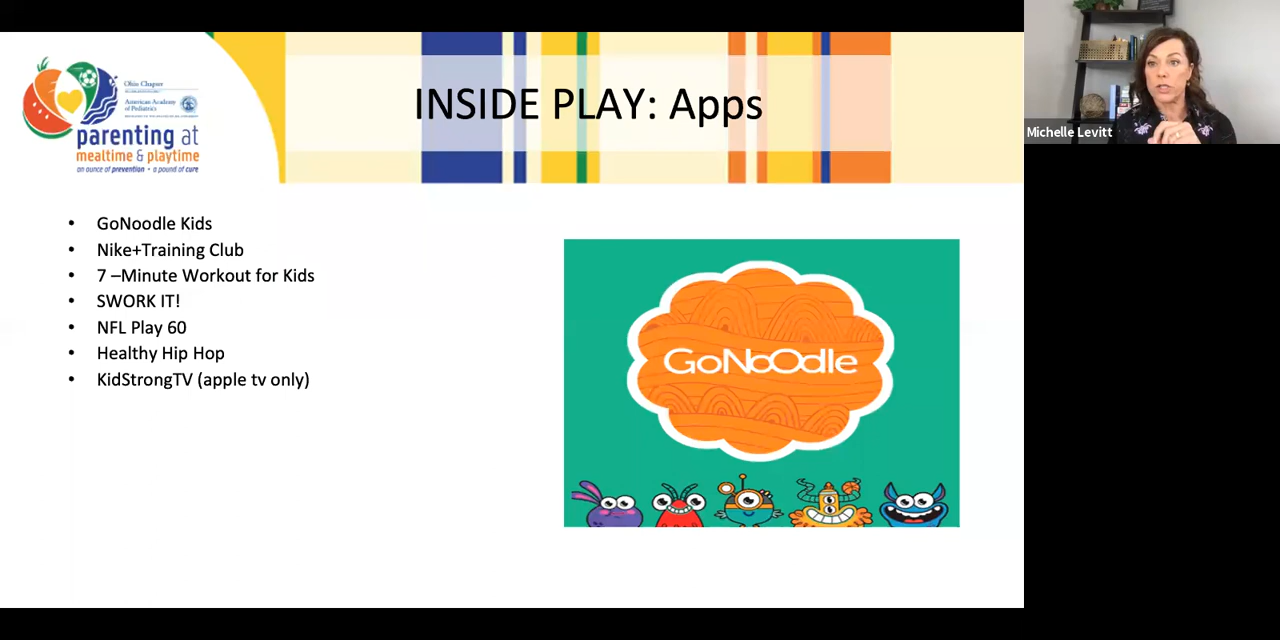 Ohio Chapter
American Academy
of Pediatrics
parenting at
mealtime & playtime
an ounce of prevention • a pound of cure
INSIDE PLAY: Apps
Michelle Levitt
• GoNoodle Kids
• Nike+Training Club
• 7 –Minute Workout for Kids
• SWORK IT!
• NFL Play 60
• Healthy Hip Hop
• KidStrongTV (apple tv only)
GoNoodle